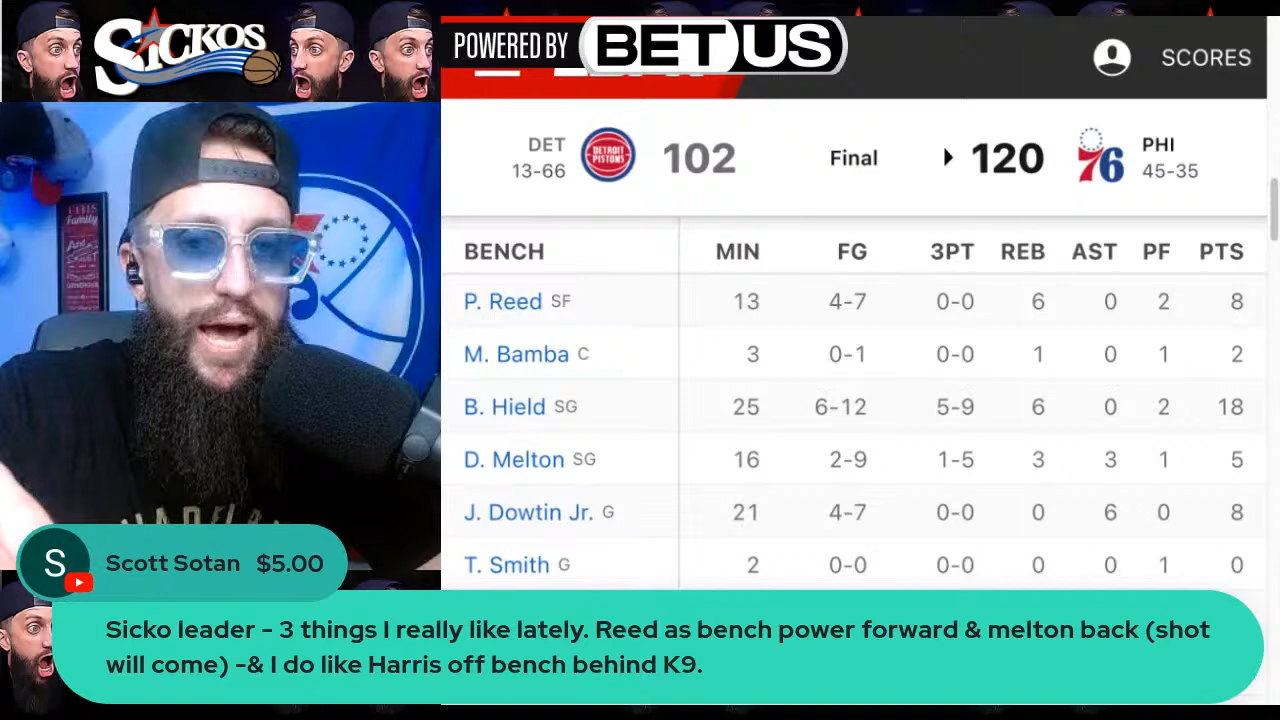 SICKOS
POWERED BY BETUS
SCORES
DET
13-66
DETROIT
PISTONS
102
Final
120
76
PHI
45-35
BENCH MIN FG 3PT REB AST PF PTS
P. Reed SF 13 4-7 0-0 6 0 2 8
M. Bamba C 3 0-1 0-0 1 0 1 2
B. Hield SG 25 6-12 5-9 6 0 2 18
D. Melton SG 16 2-9 1-5 3 3 1 5
J. Dowtin Jr. G 21 4-7 0-0 0 6 0 8
T. Smith G 2 0-0 0-0 0 0 1 0
Family
S
Scott Sotan $5.00
Sicko leader - 3 things I really like lately. Reed as bench power forward & melton back (shot
will come) -& I do like Harris off bench behind K9.